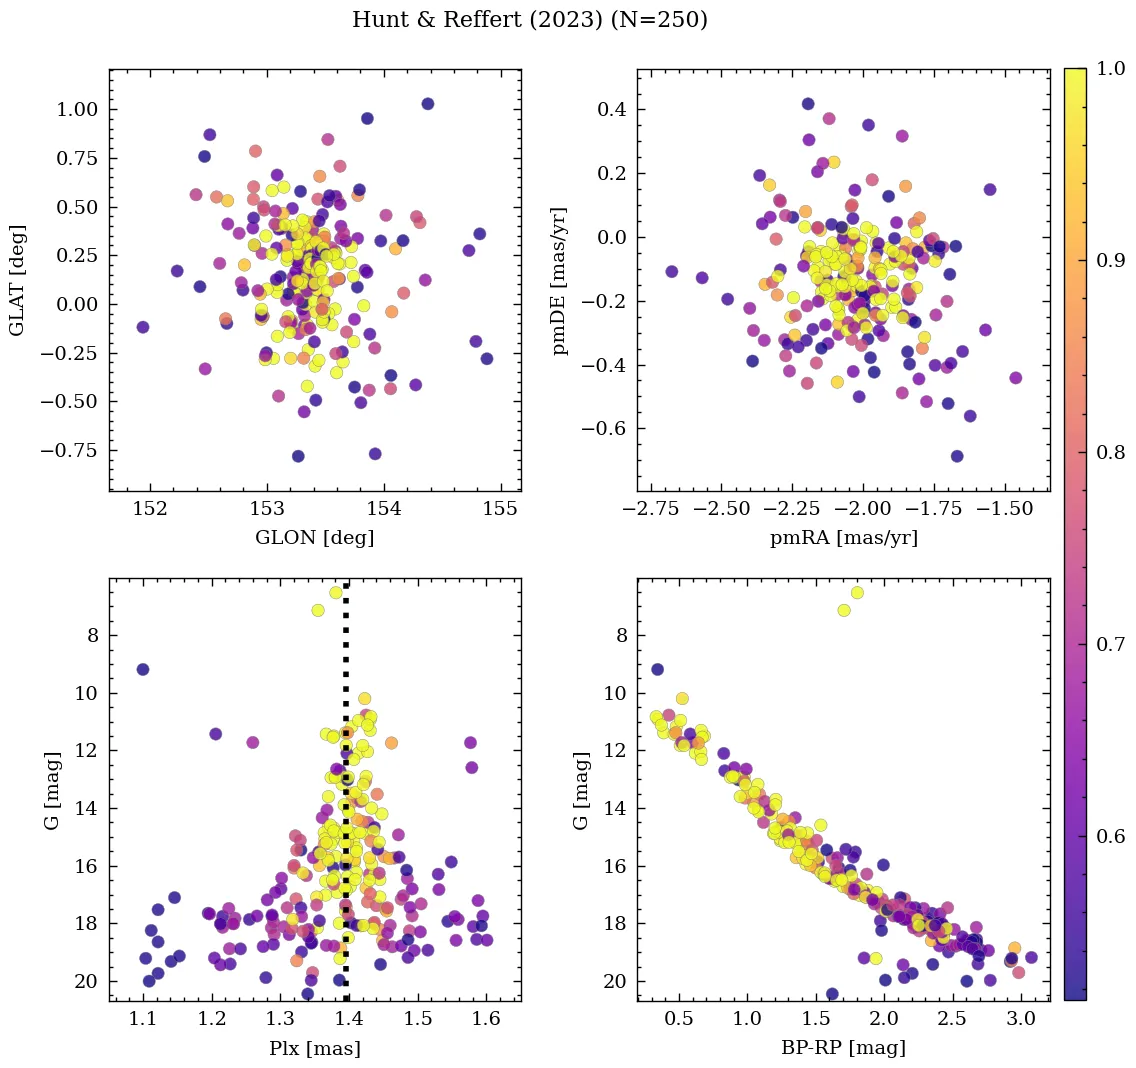 Hunt & Reffert (2023) (N=250)
1.00
0.75
0.50
0.25
0.00
−0.25
−0.50
−0.75
GLAT [deg]
152 153 154 155
GLON [deg]
0.4
0.2
0.0
−0.2
−0.4
−0.6
pmDE [mas/yr]
−2.75 −2.50 −2.25 −2.00 −1.75 −1.50
pmRA [mas/yr]
1.0
0.9
0.8
0.7
0.6
8
10
12
14
16
18
20
G [mag]
1.1 1.2 1.3 1.4 1.5 1.6
Plx [mas]
8
10
12
14
16
18
20
G [mag]
0.5 1.0 1.5 2.0 2.5 3.0
BP-RP [mag]